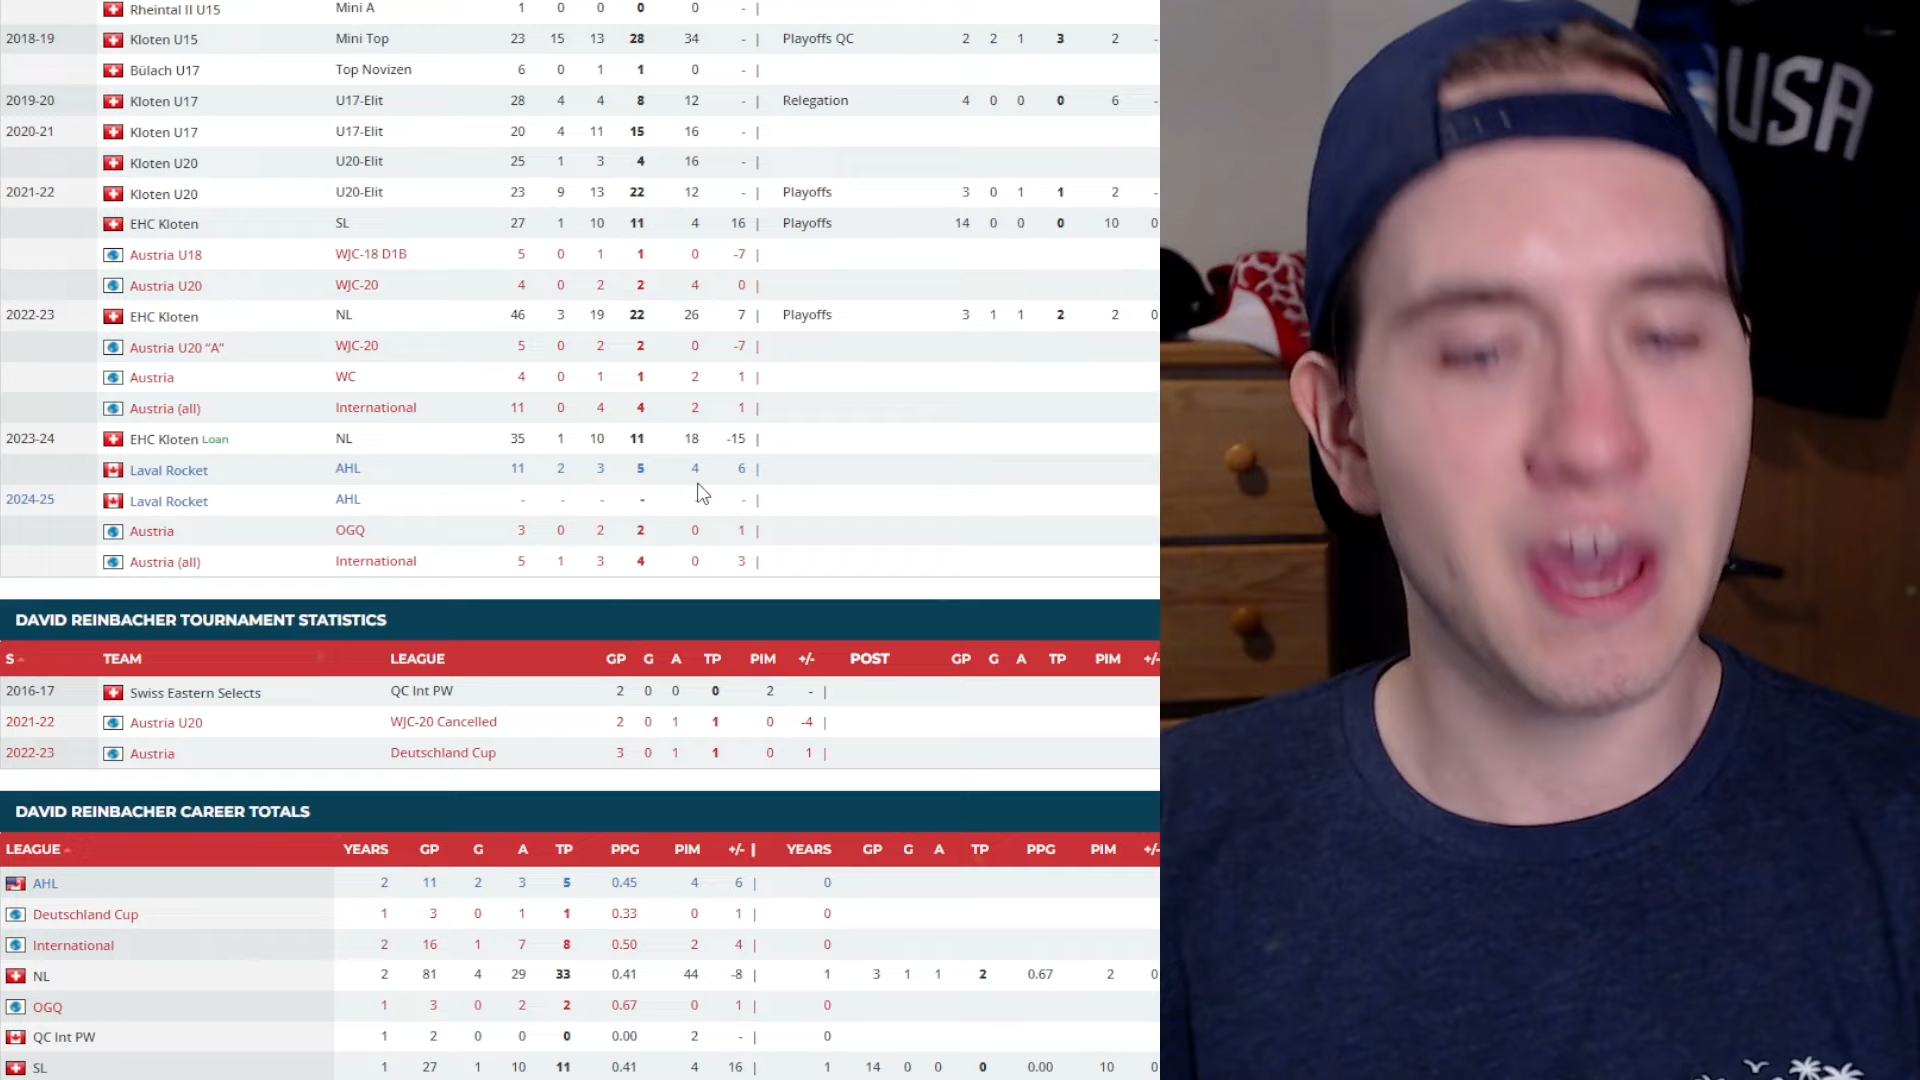 Rheintal II U15 Mini A 1 0 0 0 0 - |
2018-19 Kloten U15 Mini Top 23 15 13 28 34 - | Playoffs QC 2 2 1 3 2 -
Bülach U17 Top Novizen 6 0 1 1 0 - |
2019-20 Kloten U17 U17-Elit 28 4 4 8 12 - | Relegation 4 0 0 0 6 -
2020-21 Kloten U17 U17-Elit 20 4 11 15 16 - |
Kloten U20 U20-Elit 25 1 3 4 16 - |
2021-22 Kloten U20 U20-Elit 23 9 13 22 12 - | Playoffs 3 0 1 1 2 -
EHC Kloten SL 27 1 10 11 4 16 | Playoffs 14 0 0 0 10 0
Austria U18 WJC-18 D1B 5 0 1 1 0 -7 |
Austria U20 WJC-20 4 0 2 2 4 0 |
2022-23 EHC Kloten NL 46 3 19 22 26 7 | Playoffs 3 1 1 2 2 0
Austria U20 “A” WJC-20 5 0 2 2 0 -7 |
Austria WC 4 0 1 1 2 1 |
Austria (all) International 11 0 4 4 2 1 |
2023-24 EHC Kloten Loan NL 35 1 10 11 18 -15 |
Laval Rocket AHL 11 2 3 5 4 6 |
2024-25 Laval Rocket AHL - - - - - |
Austria OGQ 3 0 2 2 0 1 |
Austria (all) International 5 1 3 4 0 3 |
DAVID REINBACHER TOURNAMENT STATISTICS
S TEAM LEAGUE GP G A TP PIM +/- POST GP G A TP PIM +/-
2016-17 Swiss Eastern Selects QC Int PW 2 0 0 0 2 - |
2021-22 Austria U20 WJC-20 Cancelled 2 0 1 1 0 -4 |
2022-23 Austria Deutschland Cup 3 0 1 1 0 1 |
DAVID REINBACHER CAREER TOTALS
LEAGUE YEARS GP G A TP PPG PIM +/- | YEARS GP G A TP PPG PIM +/-
AHL 2 11 2 3 5 0.45 4 6 | 0
Deutschland Cup 1 3 0 1 1 0.33 0 1 | 0
International 2 16 1 7 8 0.50 2 4 | 0
NL 2 81 4 29 33 0.41 44 -8 | 1 3 1 1 2 0.67 2 0
OGQ 1 3 0 2 2 0.67 0 1 | 0
QC Int PW 1 2 0 0 0 0.00 2 - | 0
SL 1 27 1 10 11 0.41 4 16 | 1 14 0 0 0 0.00 10 0
USA